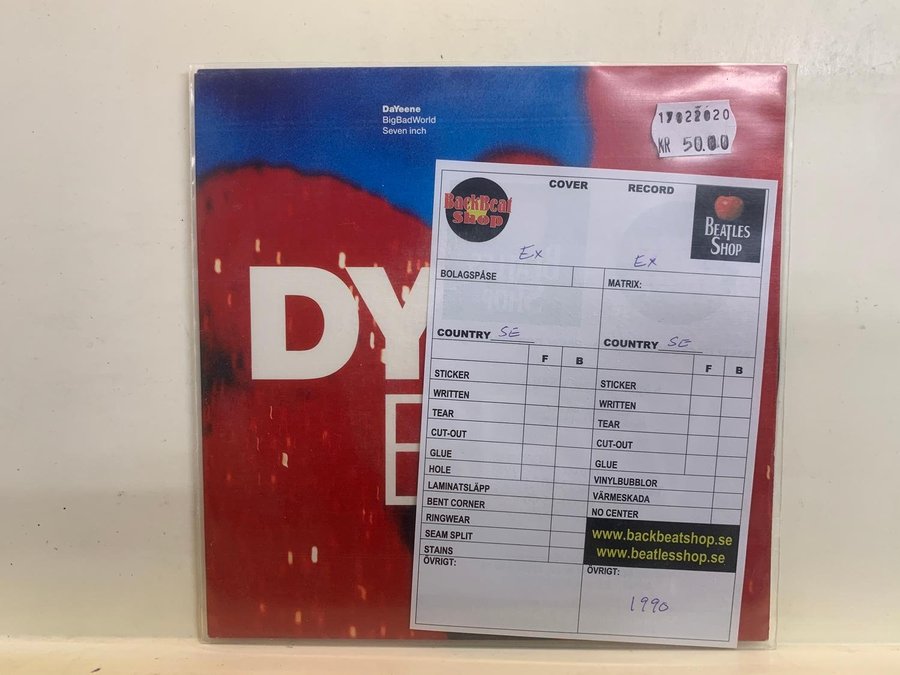 DaYeene
BigBadWorld
Seven inch
17022020
KR 50.00
DY
BackBeat
Shop
COVER
RECORD
BEATLES
SHOP
Ex
Ex
BOLAGSPÅSE
MATRIX:
COUNTRY SE
COUNTRY SE
F B
F B
STICKER
WRITTEN
TEAR
CUT-OUT
GLUE
HOLE
LAMINATSLÄPP
BENT CORNER
RINGWEAR
SEAM SPLIT
STAINS
ÖVRIGT:
STICKER
WRITTEN
TEAR
CUT-OUT
GLUE
VINYLBUBBLOR
VÄRMESKADA
NO CENTER
www.backbeatshop.se
www.beatlesshop.se
ÖVRIGT:
1990